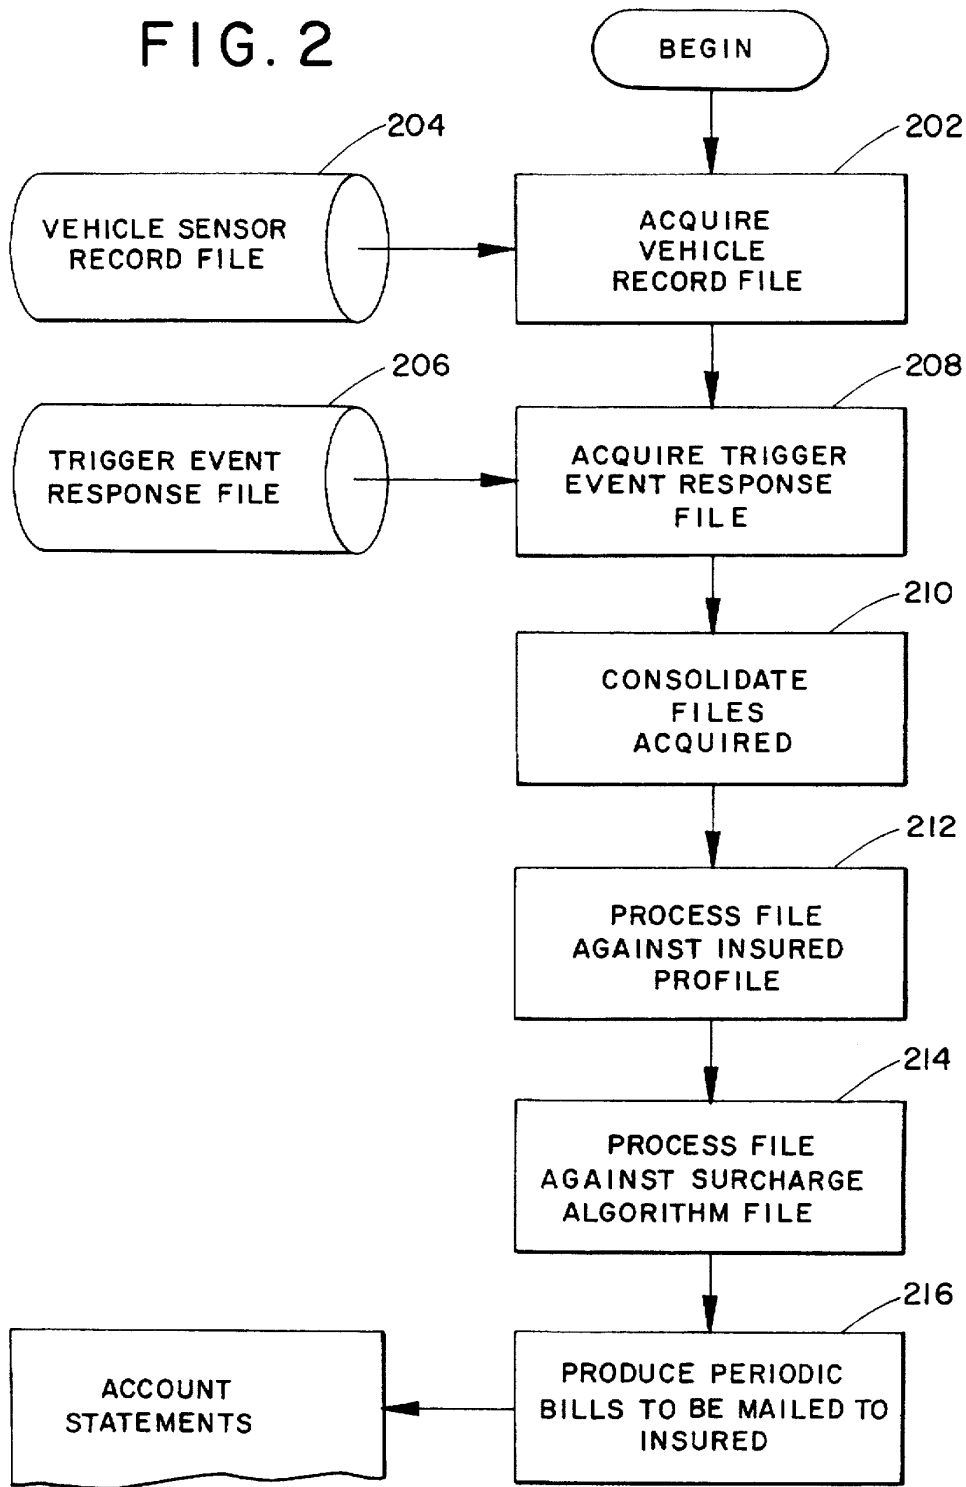 FIG. 2
BEGIN
204
202
VEHICLE SENSOR
RECORD FILE
ACQUIRE
VEHICLE
RECORD FILE
206
208
TRIGGER EVENT
RESPONSE FILE
ACQUIRE TRIGGER
EVENT RESPONSE
FILE
210
CONSOLIDATE
FILES
ACQUIRED
212
PROCESS FILE
AGAINST INSURED
PROFILE
214
PROCESS FILE
AGAINST SURCHARGE
ALGORITHM FILE
216
PRODUCE PERIODIC
BILLS TO BE MAILED TO
INSURED
ACCOUNT
STATEMENTS